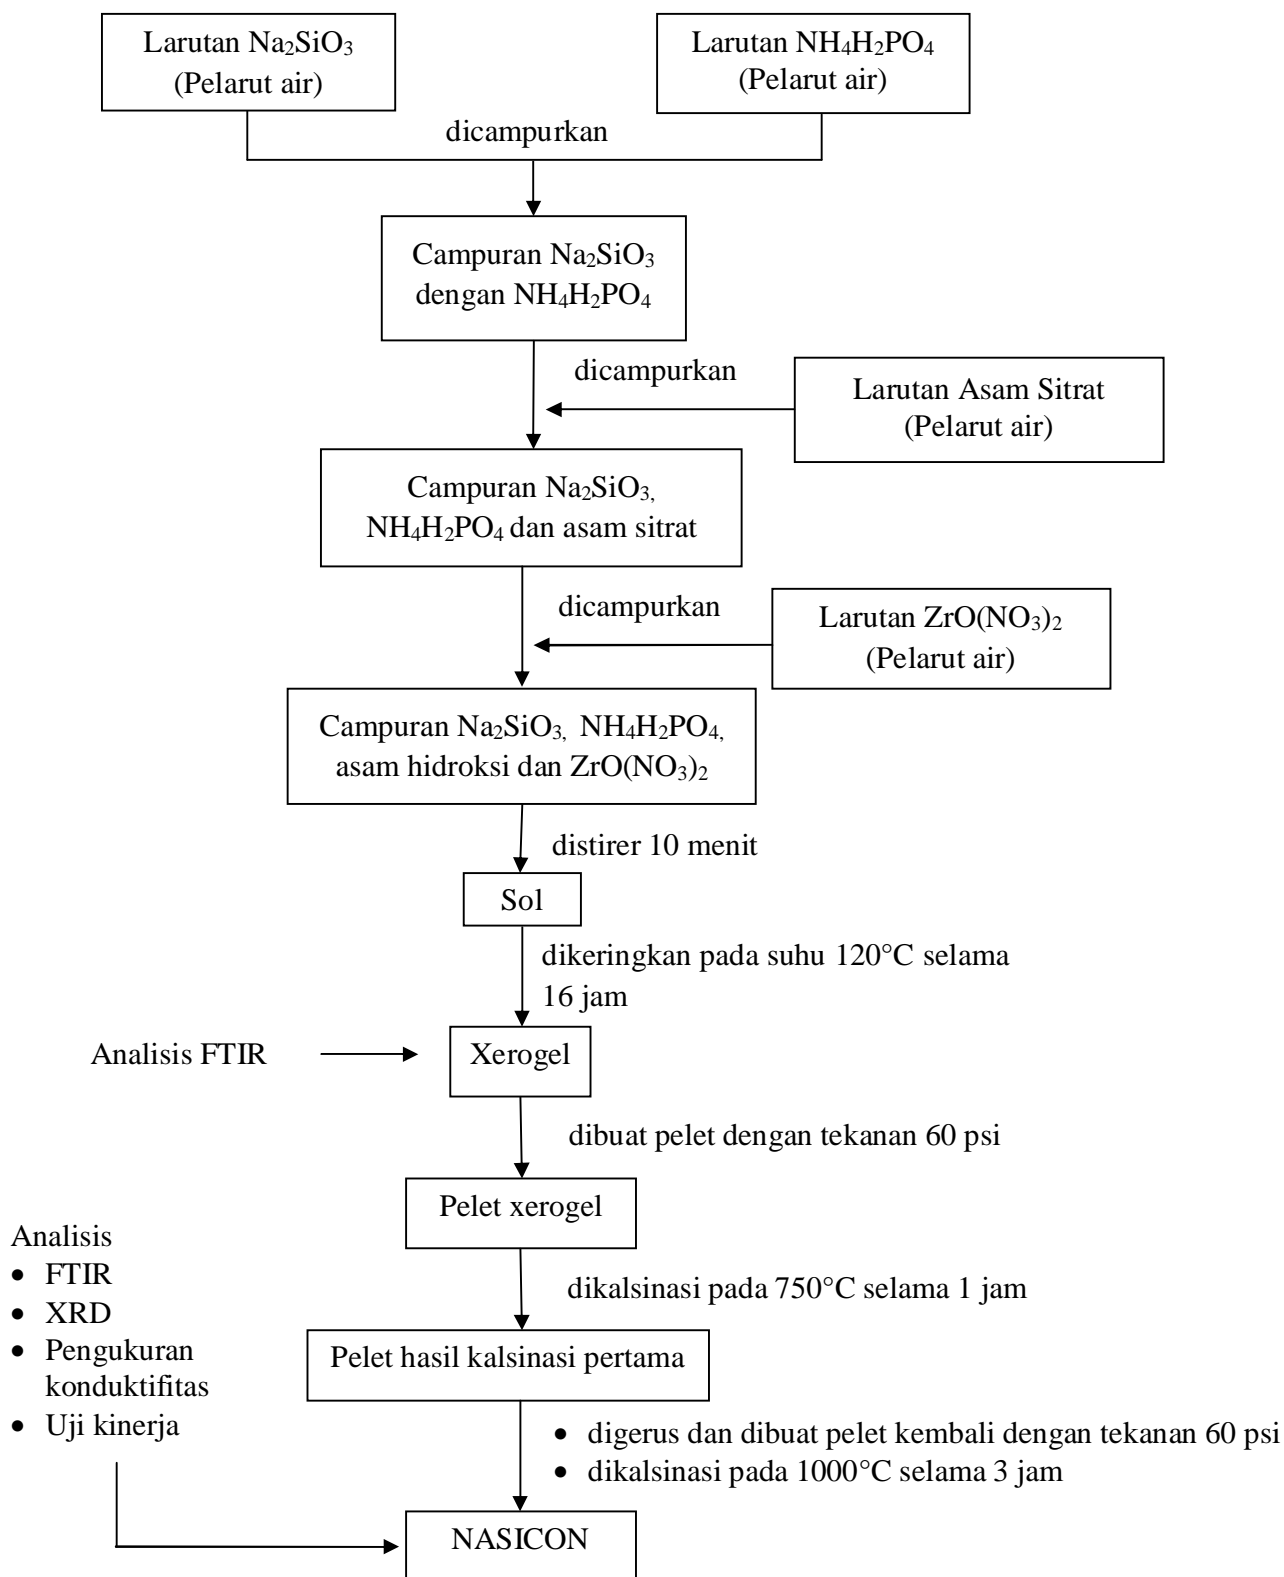 Larutan Na₂SiO₃
(Pelarut air)
Larutan NH₄H₂PO₄
(Pelarut air)
dicampurkan
Campuran Na₂SiO₃
dengan NH₄H₂PO₄
dicampurkan
Larutan Asam Sitrat
(Pelarut air)
Campuran Na₂SiO₃,
NH₄H₂PO₄ dan asam sitrat
dicampurkan
Larutan ZrO(NO₃)₂
(Pelarut air)
Campuran Na₂SiO₃, NH₄H₂PO₄,
asam hidroksi dan ZrO(NO₃)₂
distirer 10 menit
Sol
dikeringkan pada suhu 120°C selama
16 jam
Analisis FTIR
Xerogel
dibuat pelet dengan tekanan 60 psi
Pelet xerogel
dikalsinasi pada 750°C selama 1 jam
Pelet hasil kalsinasi pertama
Analisis
• FTIR
• XRD
• Pengukuran
konduktifitas
• Uji kinerja
• digerus dan dibuat pelet kembali dengan tekanan 60 psi
• dikalsinasi pada 1000°C selama 3 jam
NASICON